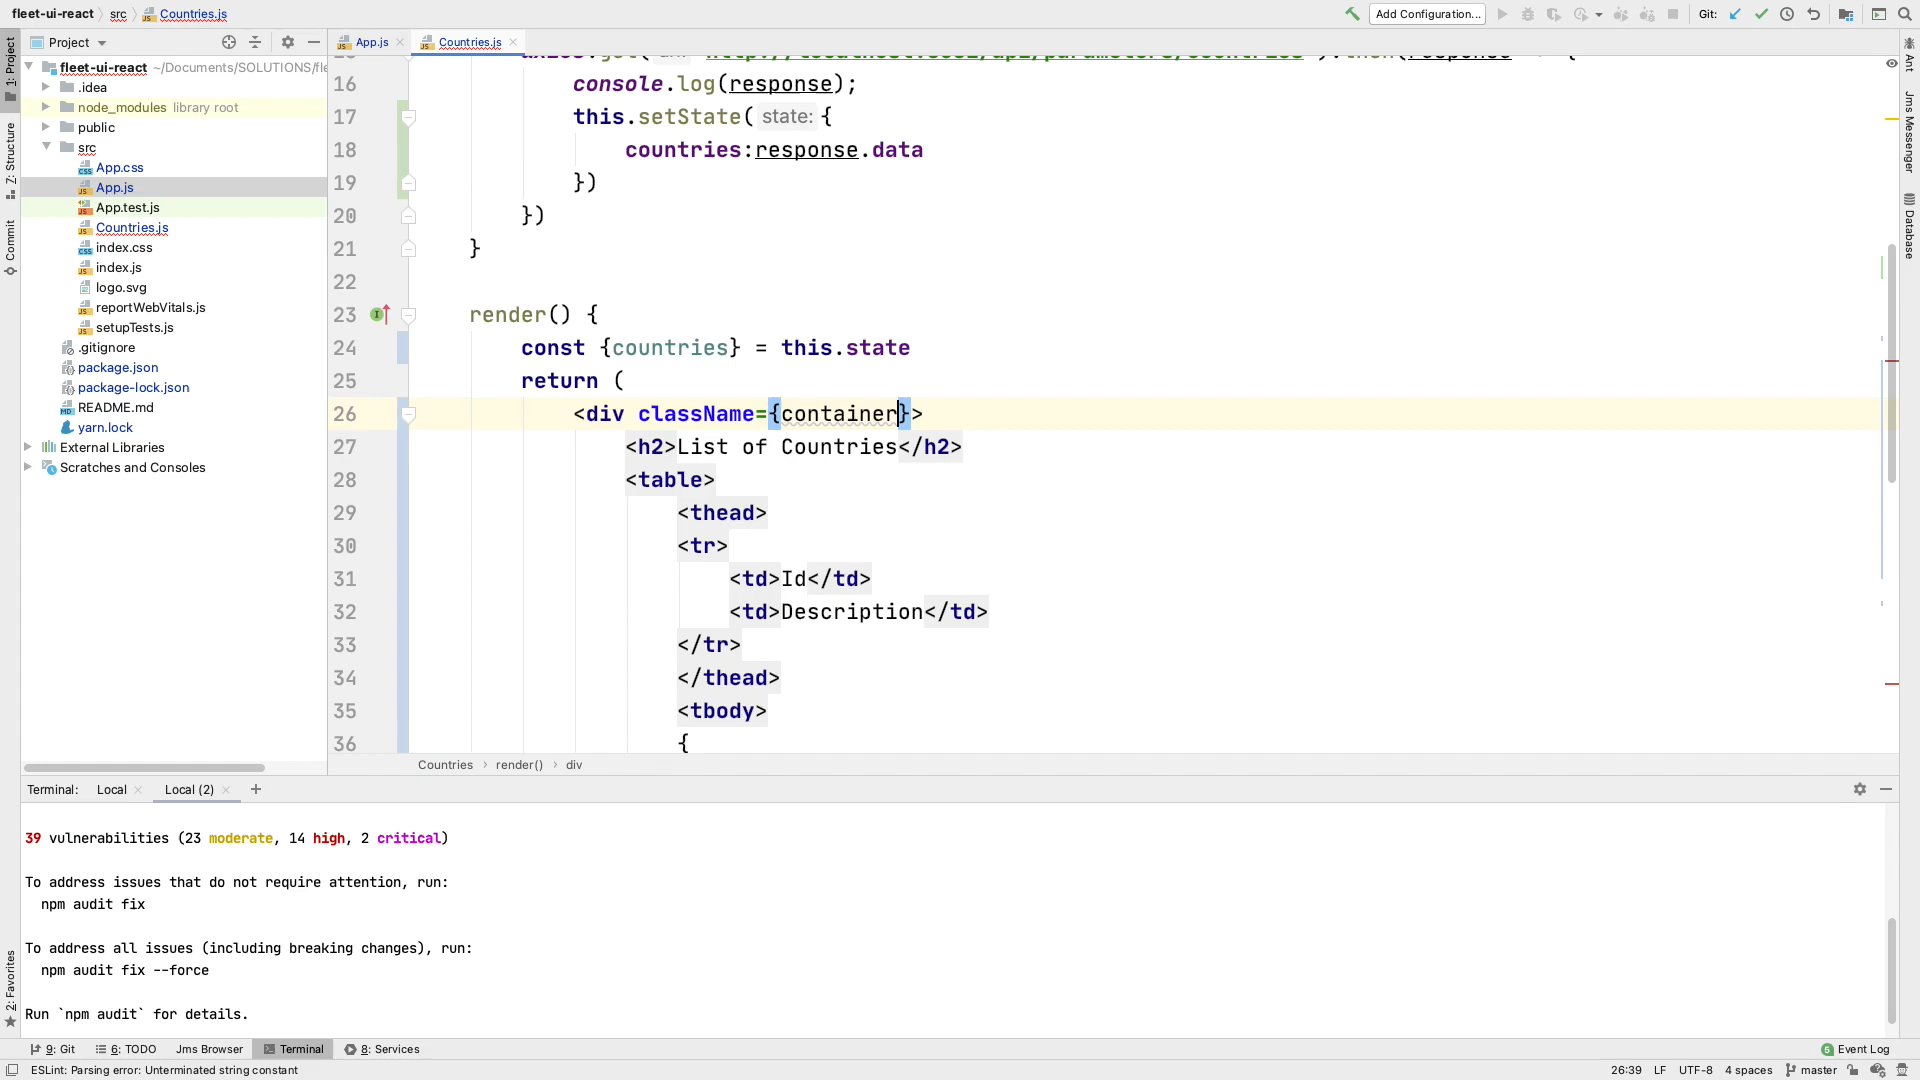 fleet-ui-react src Countries.js
Add Configuration...
Git:
Project
App.js
Countries.js
fleet-ui-react ~/Documents/SOLUTIONS/fle
.idea
node_modules library root
public
src
App.css
App.js
App.test.js
Countries.js
index.css
index.js
logo.svg
reportWebVitals.js
setupTests.js
.gitignore
package.json
package-lock.json
README.md
yarn.lock
External Libraries
Scratches and Consoles
1: Project
7: Structure
Commit
2: Favorites
Ant
Jms Messenger
Database
16 console.log(response);
17 this.setState( state: {
18 countries:response.data
19 })
20 })
21 }
22
23 render() {
24 const {countries} = this.state
25 return (
26 <div className={container}>
27 <h2>List of Countries</h2>
28 <table>
29 <thead>
30 <tr>
31 <td>Id</td>
32 <td>Description</td>
33 </tr>
34 </thead>
35 <tbody>
36 {
Countries render() div
Terminal: Local Local (2)
39 vulnerabilities (23 moderate, 14 high, 2 critical)
To address issues that do not require attention, run:
npm audit fix
To address all issues (including breaking changes), run:
npm audit fix --force
Run `npm audit` for details.
9: Git 6: TODO Jms Browser Terminal 8: Services
5 Event Log
ESLint: Parsing error: Unterminated string constant
26:39 LF UTF-8 4 spaces master